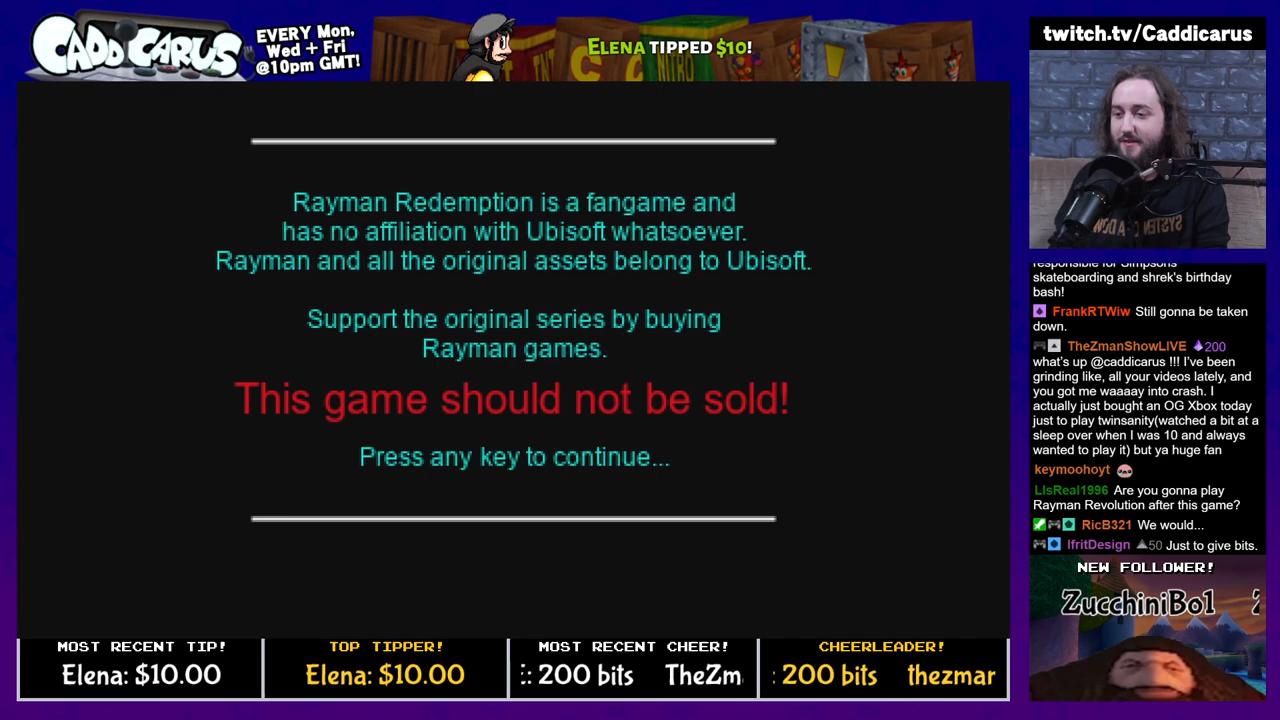 CADDICARUS
EVERY Mon,
Wed + Fri
@10pm GMT!
ELENA TIPPED $10!
NITRO
twitch.tv/Caddicarus
Rayman Redemption is a fangame and
has no affiliation with Ubisoft whatsoever.
Rayman and all the original assets belong to Ubisoft.
Support the original series by buying
Rayman games.
This game should not be sold!
Press any key to continue...
SYSTEM
responsible for Simpsons
skateboarding and shrek's birthday
bash!
FrankRTWiw Still gonna be taken
down.
TheZmanShowLIVE 200
what's up @caddicarus !!! I've been
grinding like, all your videos lately, and
you got me waaaay into crash. I
actually just bought an OG Xbox today
just to play twinsanity(watched a bit at a
sleep over when I was 10 and always
wanted to play it) but ya huge fan
keymoohoyt
LIsReal1996 Are you gonna play
Rayman Revolution after this game?
RicB321 We would...
IfritDesign 50 Just to give bits.
NEW FOLLOWER!
ZucchiniBo1
MOST RECENT TIP!
Elena: $10.00
TOP TIPPER!
Elena: $10.00
MOST RECENT CHEER!
: 200 bits TheZm
CHEERLEADER!
: 200 bits thezmar